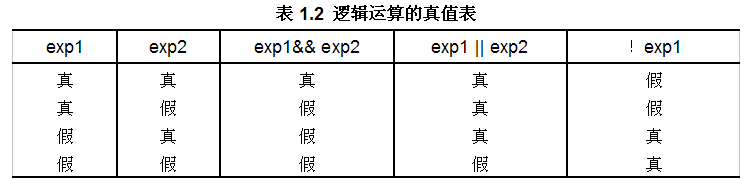 表 1.2 逻辑运算的真值表
exp1 exp2 exp1&& exp2 exp1 || exp2 ！ exp1
真 真 真 真 假
真 假 假 真 假
假 真 假 真 真
假 假 假 假 真